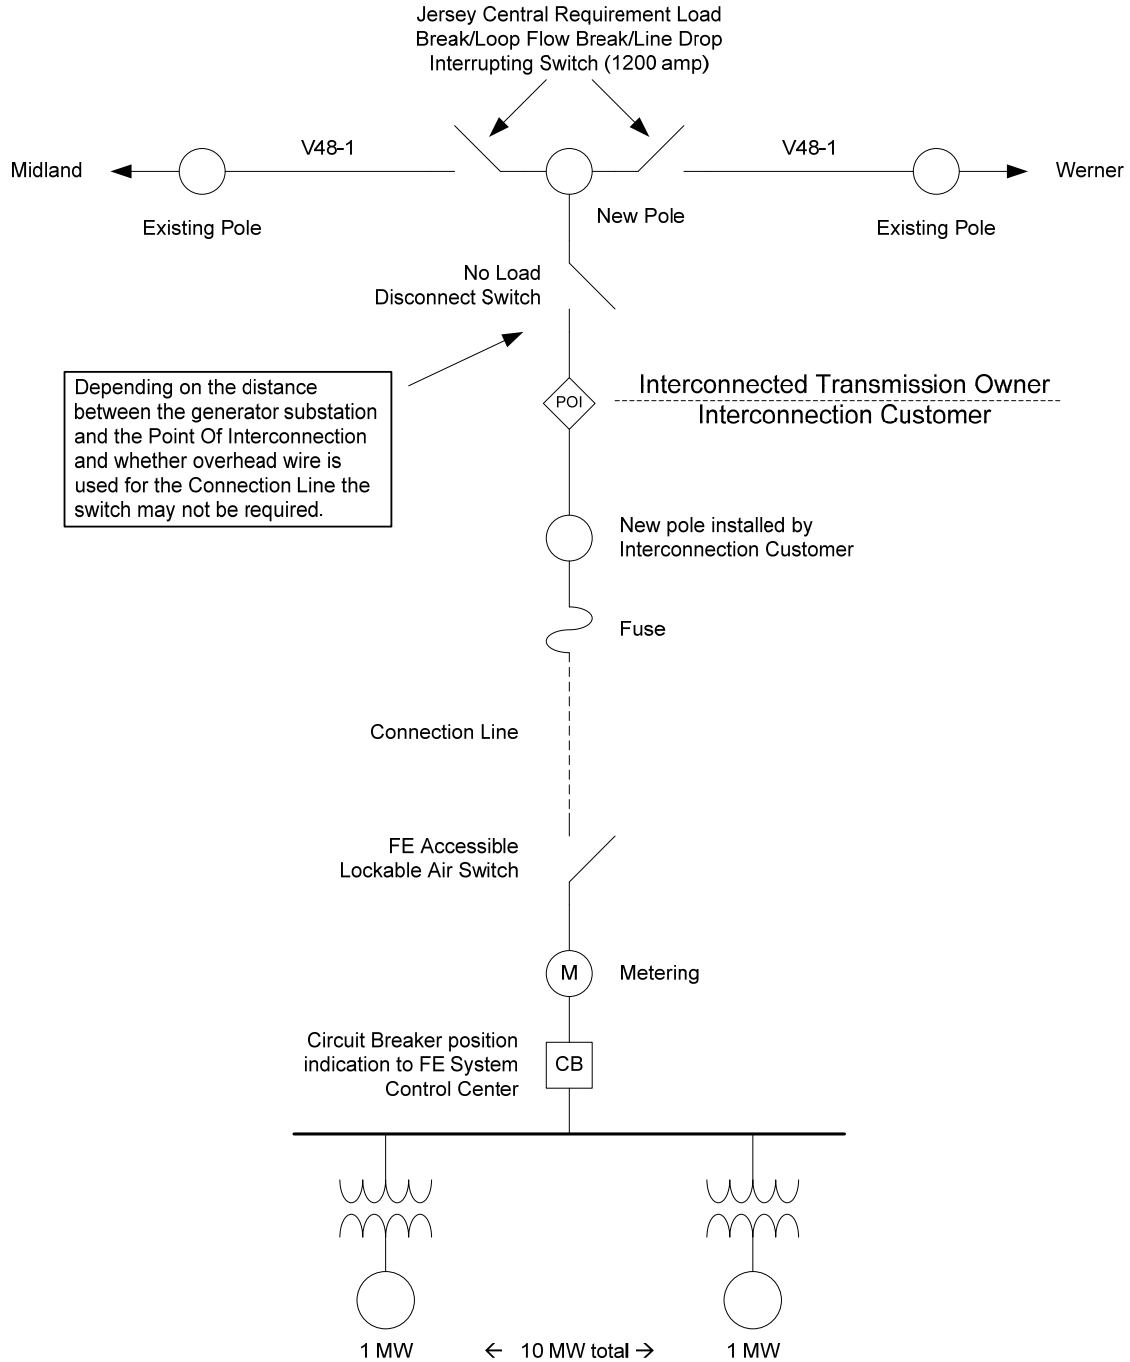 Jersey Central Requirement Load
Break/Loop Flow Break/Line Drop
Interrupting Switch (1200 amp)
V48-1
V48-1
Midland
Werner
Existing Pole
New Pole
Existing Pole
No Load
Disconnect Switch
Depending on the distance
between the generator substation
and the Point Of Interconnection
and whether overhead wire is
used for the Connection Line the
switch may not be required.
POI
Interconnected Transmission Owner
Interconnection Customer
New pole installed by
Interconnection Customer
Fuse
Connection Line
FE Accessible
Lockable Air Switch
M
Metering
Circuit Breaker position
indication to FE System
Control Center
CB
1 MW
← 10 MW total →
1 MW